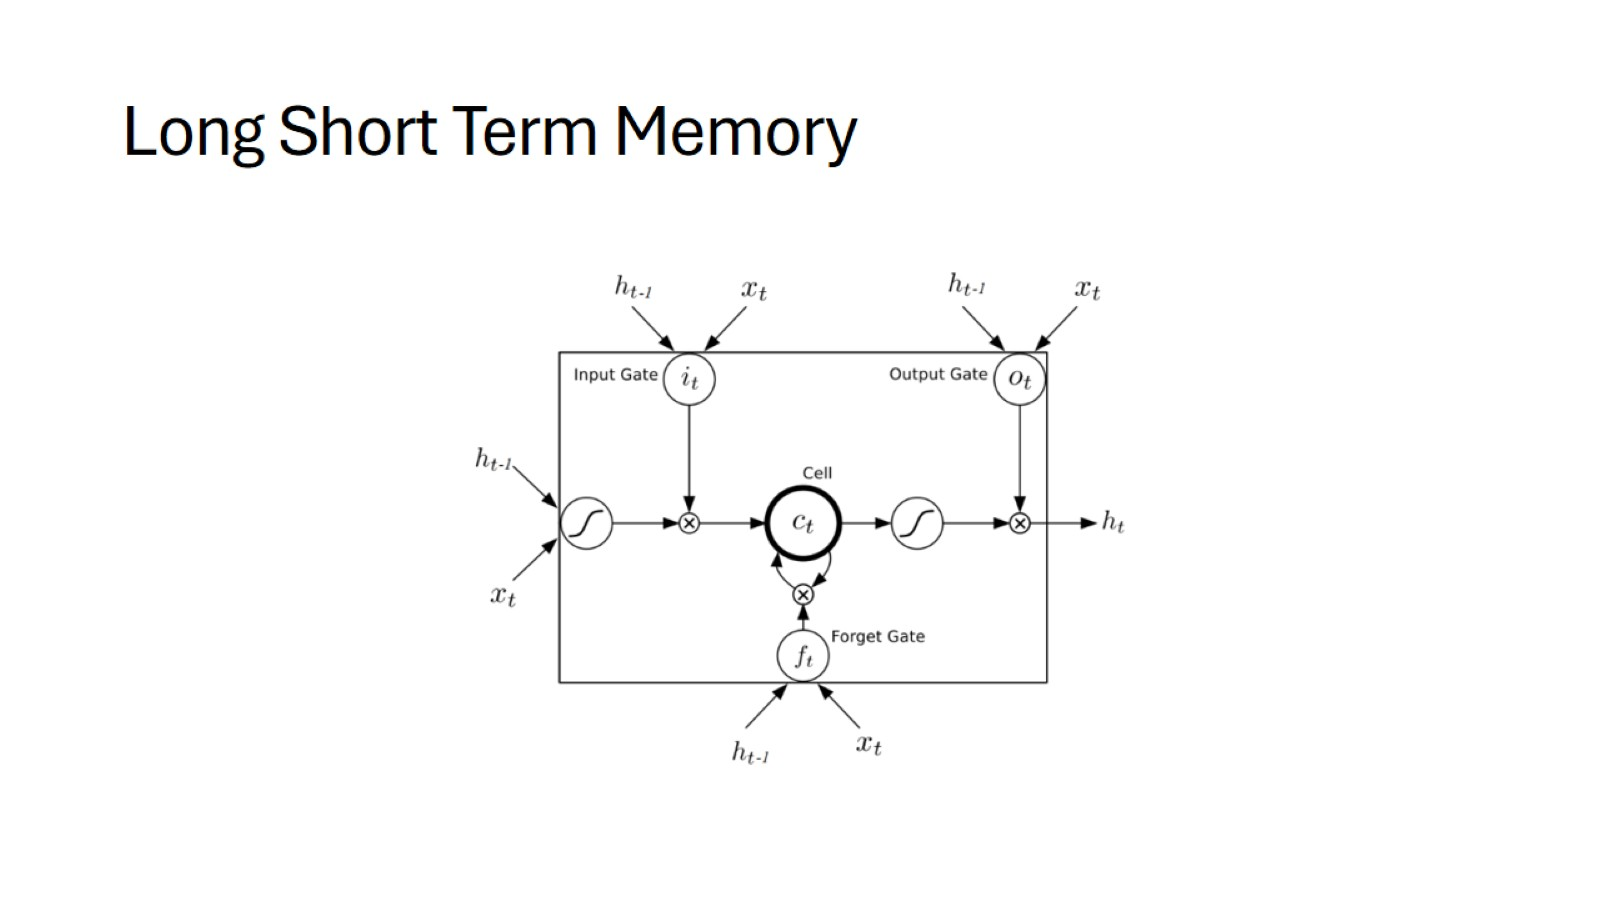 Long Short Term Memory
h_{t-1} x_t h_{t-1} x_t
Input Gate i_t Output Gate o_t
h_{t-1}
Cell
c_t h_t
x_t
Forget Gate
f_t
h_{t-1} x_t